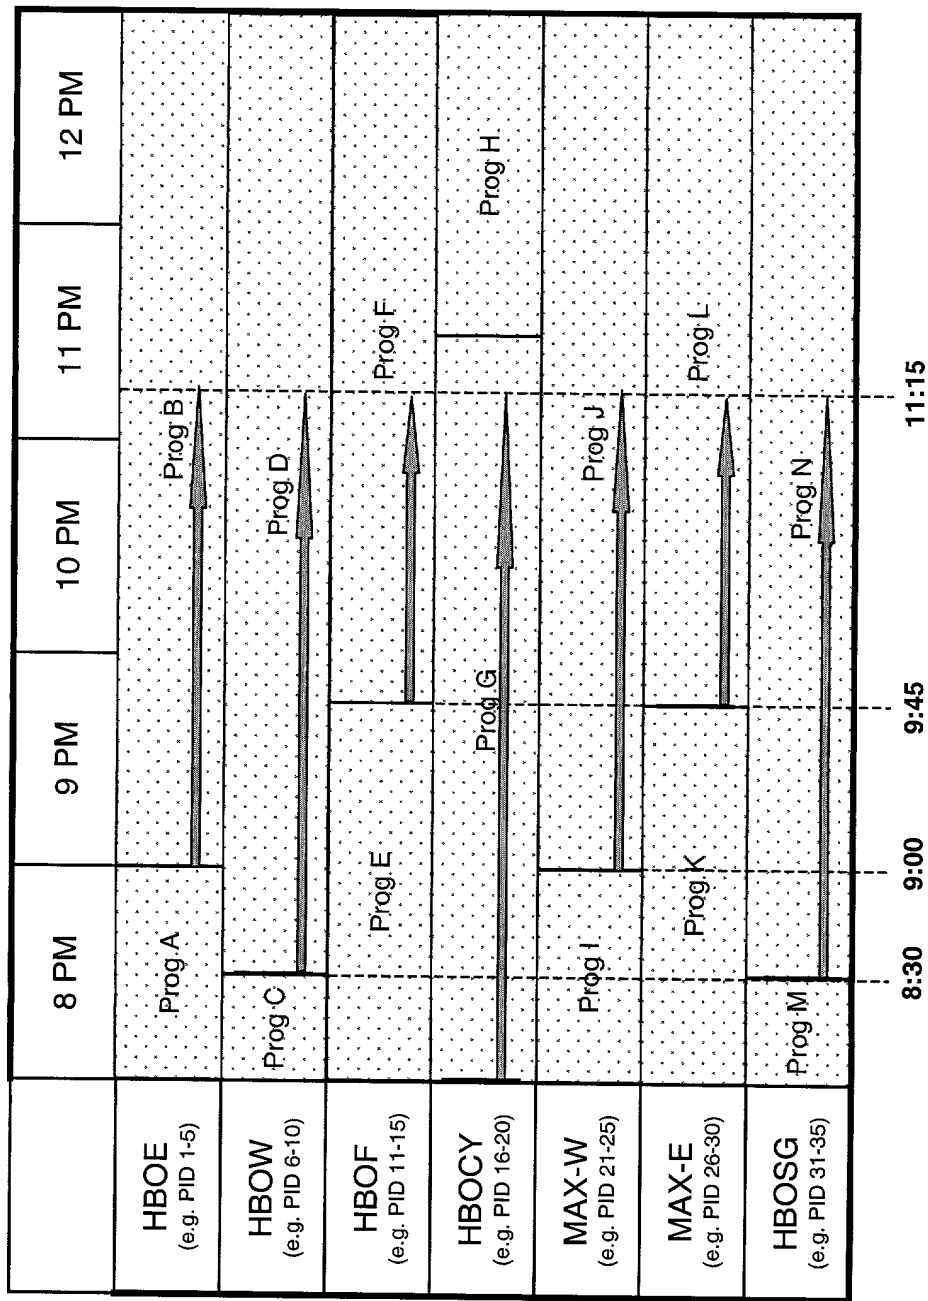 8 PM
9 PM
10 PM
11 PM
12 PM
HBOE
(e.g. PID 1-5)
Prog A
Prog B
HBOW
(e.g. PID 6-10)
Prog C
Prog D
HBOF
(e.g. PID 11-15)
Prog E
Prog F
HBOCY
(e.g. PID 16-20)
Prog G
Prog H
MAX-W
(e.g. PID 21-25)
Prog I
Prog J
MAX-E
(e.g. PID 26-30)
Prog K
Prog L
HBOSG
(e.g. PID 31-35)
Prog M
Prog N
8:30
9:00
9:45
11:15